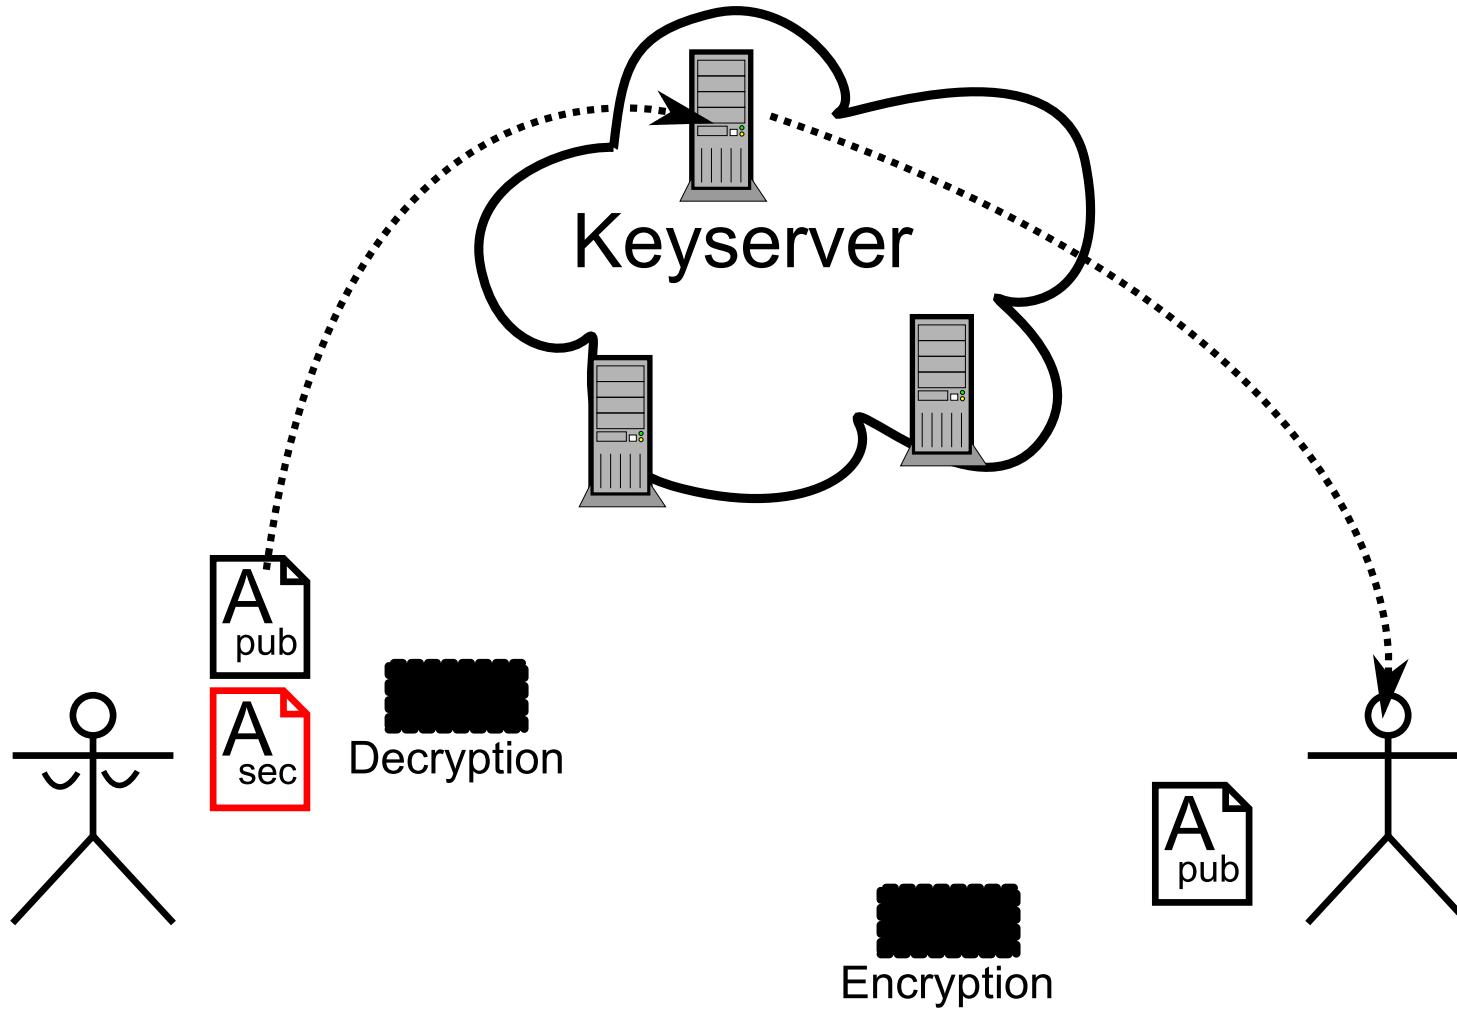 Keyserver
A
pub
A
sec
Decryption
A
pub
Encryption